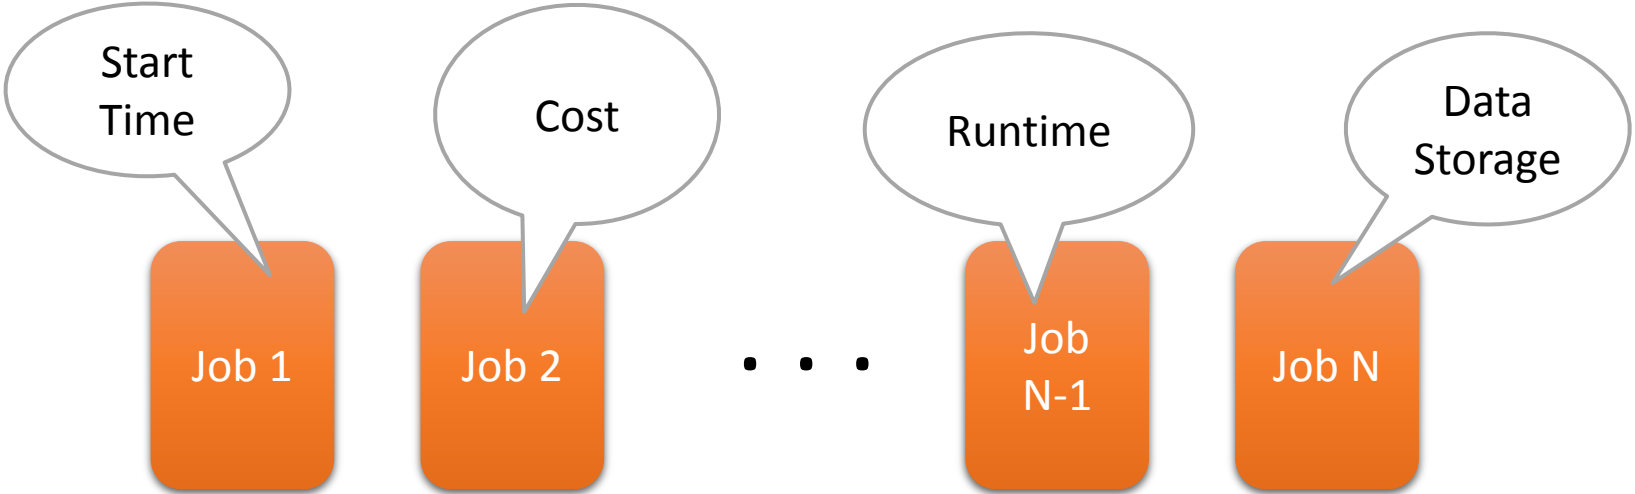 Start
Time
Cost
Runtime
Data
Storage
Job 1
Job 2
. . .
Job
N-1
Job N